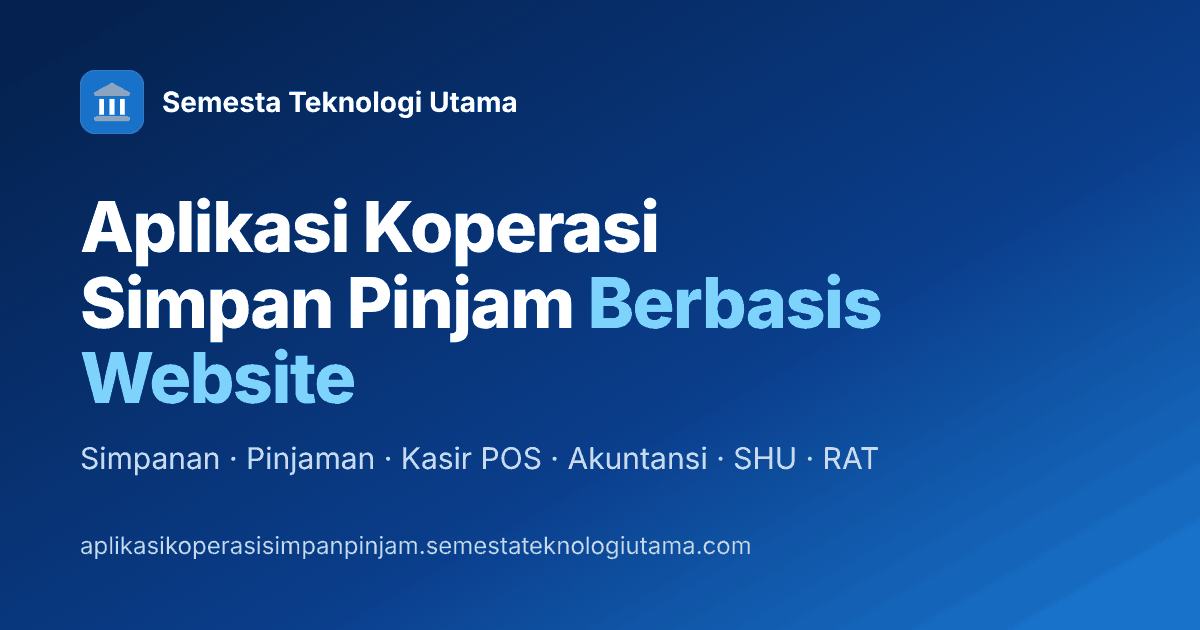 Semesta Teknologi Utama
Aplikasi Koperasi
Simpan Pinjam Berbasis
Website
Simpanan · Pinjaman · Kasir POS · Akuntansi · SHU · RAT
aplikasikoperasisimpanpinjam.semestateknologiutama.com